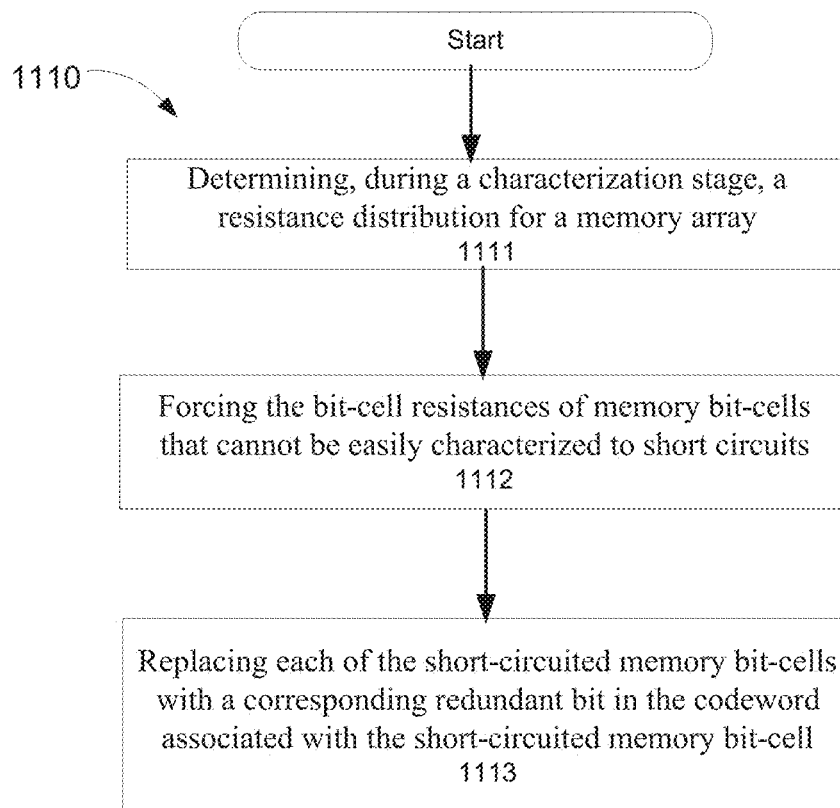 Start
1110
Determining, during a characterization stage, a
resistance distribution for a memory array
1111
Forcing the bit-cell resistances of memory bit-cells
that cannot be easily characterized to short circuits
1112
Replacing each of the short-circuited memory bit-cells
with a corresponding redundant bit in the codeword
associated with the short-circuited memory bit-cell
1113